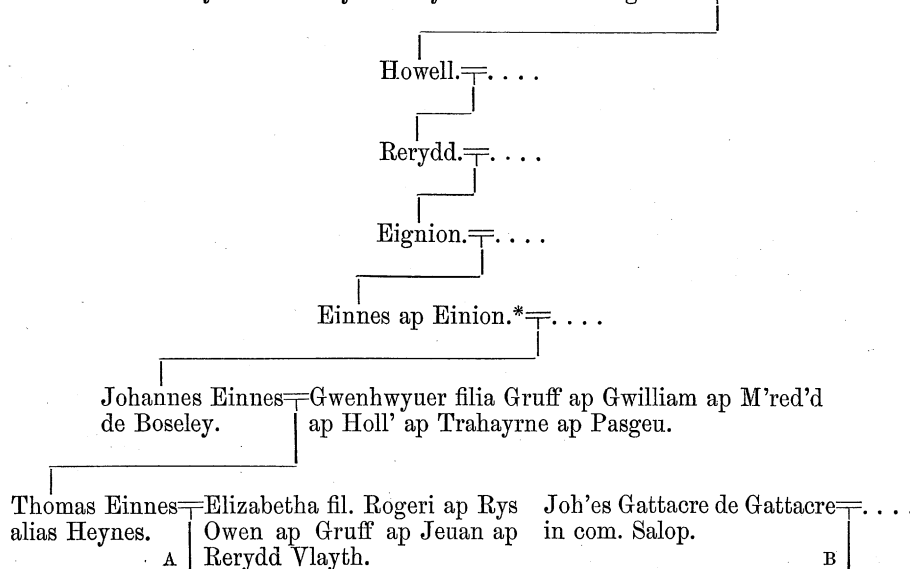 Howell.=. . . .
Rerydd.=. . . .
Eignion.=. . . .
Einnes ap Einion.*=. . . .
Johannes Einnes=Gwenhwyuer filia Gruff ap Gwilliam ap M'red'd
de Boseley. ap Holl' ap Trahayrne ap Pasgeu.
Thomas Einnes=Elizabetha fil. Rogeri ap Rys Joh'es Gattacre de Gattacre=. . . .
alias Heynes. Owen ap Gruff ap Jeuan ap in com. Salop.
A Rerydd Vlayth. B